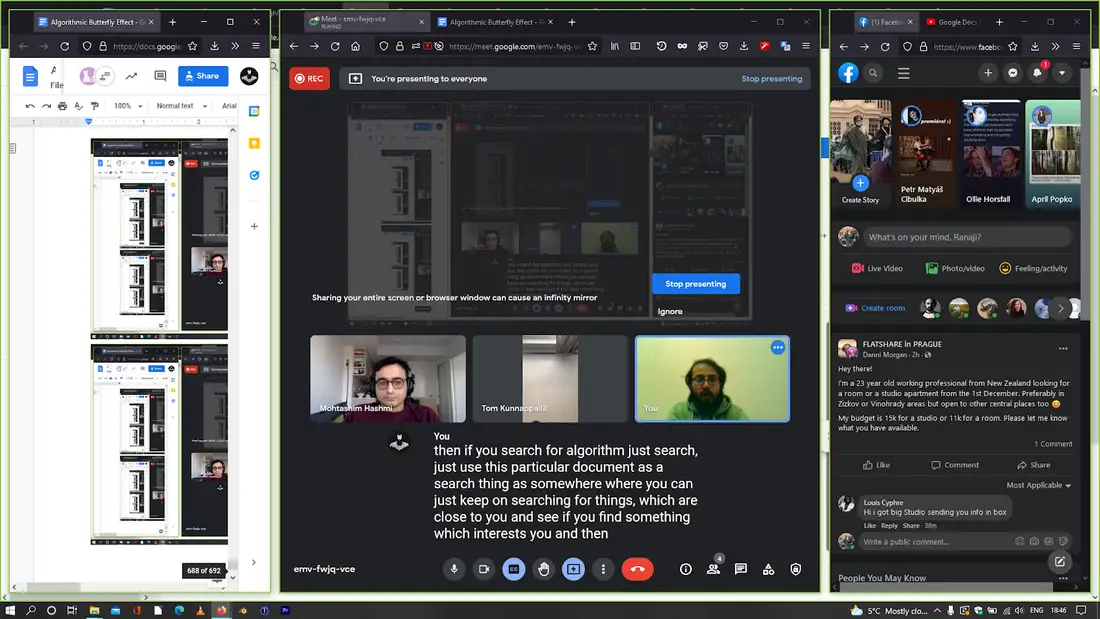 Algorithmic Butterfly Effect - G
https://docs.google
File
Share
100%
Normal text
Arial
688 of 692
Meet - emv-fwjq-vce
PLAYING
Algorithmic Butterfly Effect - G
https://meet.google.com/emv-fwjq-v
REC
You're presenting to everyone
Stop presenting
Sharing your entire screen or browser window can cause an infinity mirror
Stop presenting
Ignore
Mohtashim Hashmi
Tom Kunnappallil
You
You
then if you search for algorithm just search,
just use this particular document as a
search thing as somewhere where you can
just keep on searching for things, which are
close to you and see if you find something
which interests you and then
emv-fwjq-vce
4
(1) Facebook
Google Docs
https://www.facebo
1
premiéra! :)
Create Story
Petr Matyáš
Cibulka
Ollie Horsfall
April Popko
What's on your mind, Ranaji?
Live Video
Photo/video
Feeling/activity
Create room
FLATSHARE in PRAGUE
Danni Morgan · 2h ·
Hey there!
I'm a 23 year old working professional from New Zealand looking for
a room or a studio apartment from the 1st December. Preferably in
Zizkov or Vinohrady areas but open to other central places too 😄
My budget is 15k for a studio or 11k for a room. Please let me know
what you have available.
1 Comment
Like
Comment
Share
Most Applicable
Louis Cyphre
Hi i got big Studio sending you info in box
Like · Reply · Share · 38m
Write a public comment...
People You May Know
5°C Mostly clo...
ENG
18:46